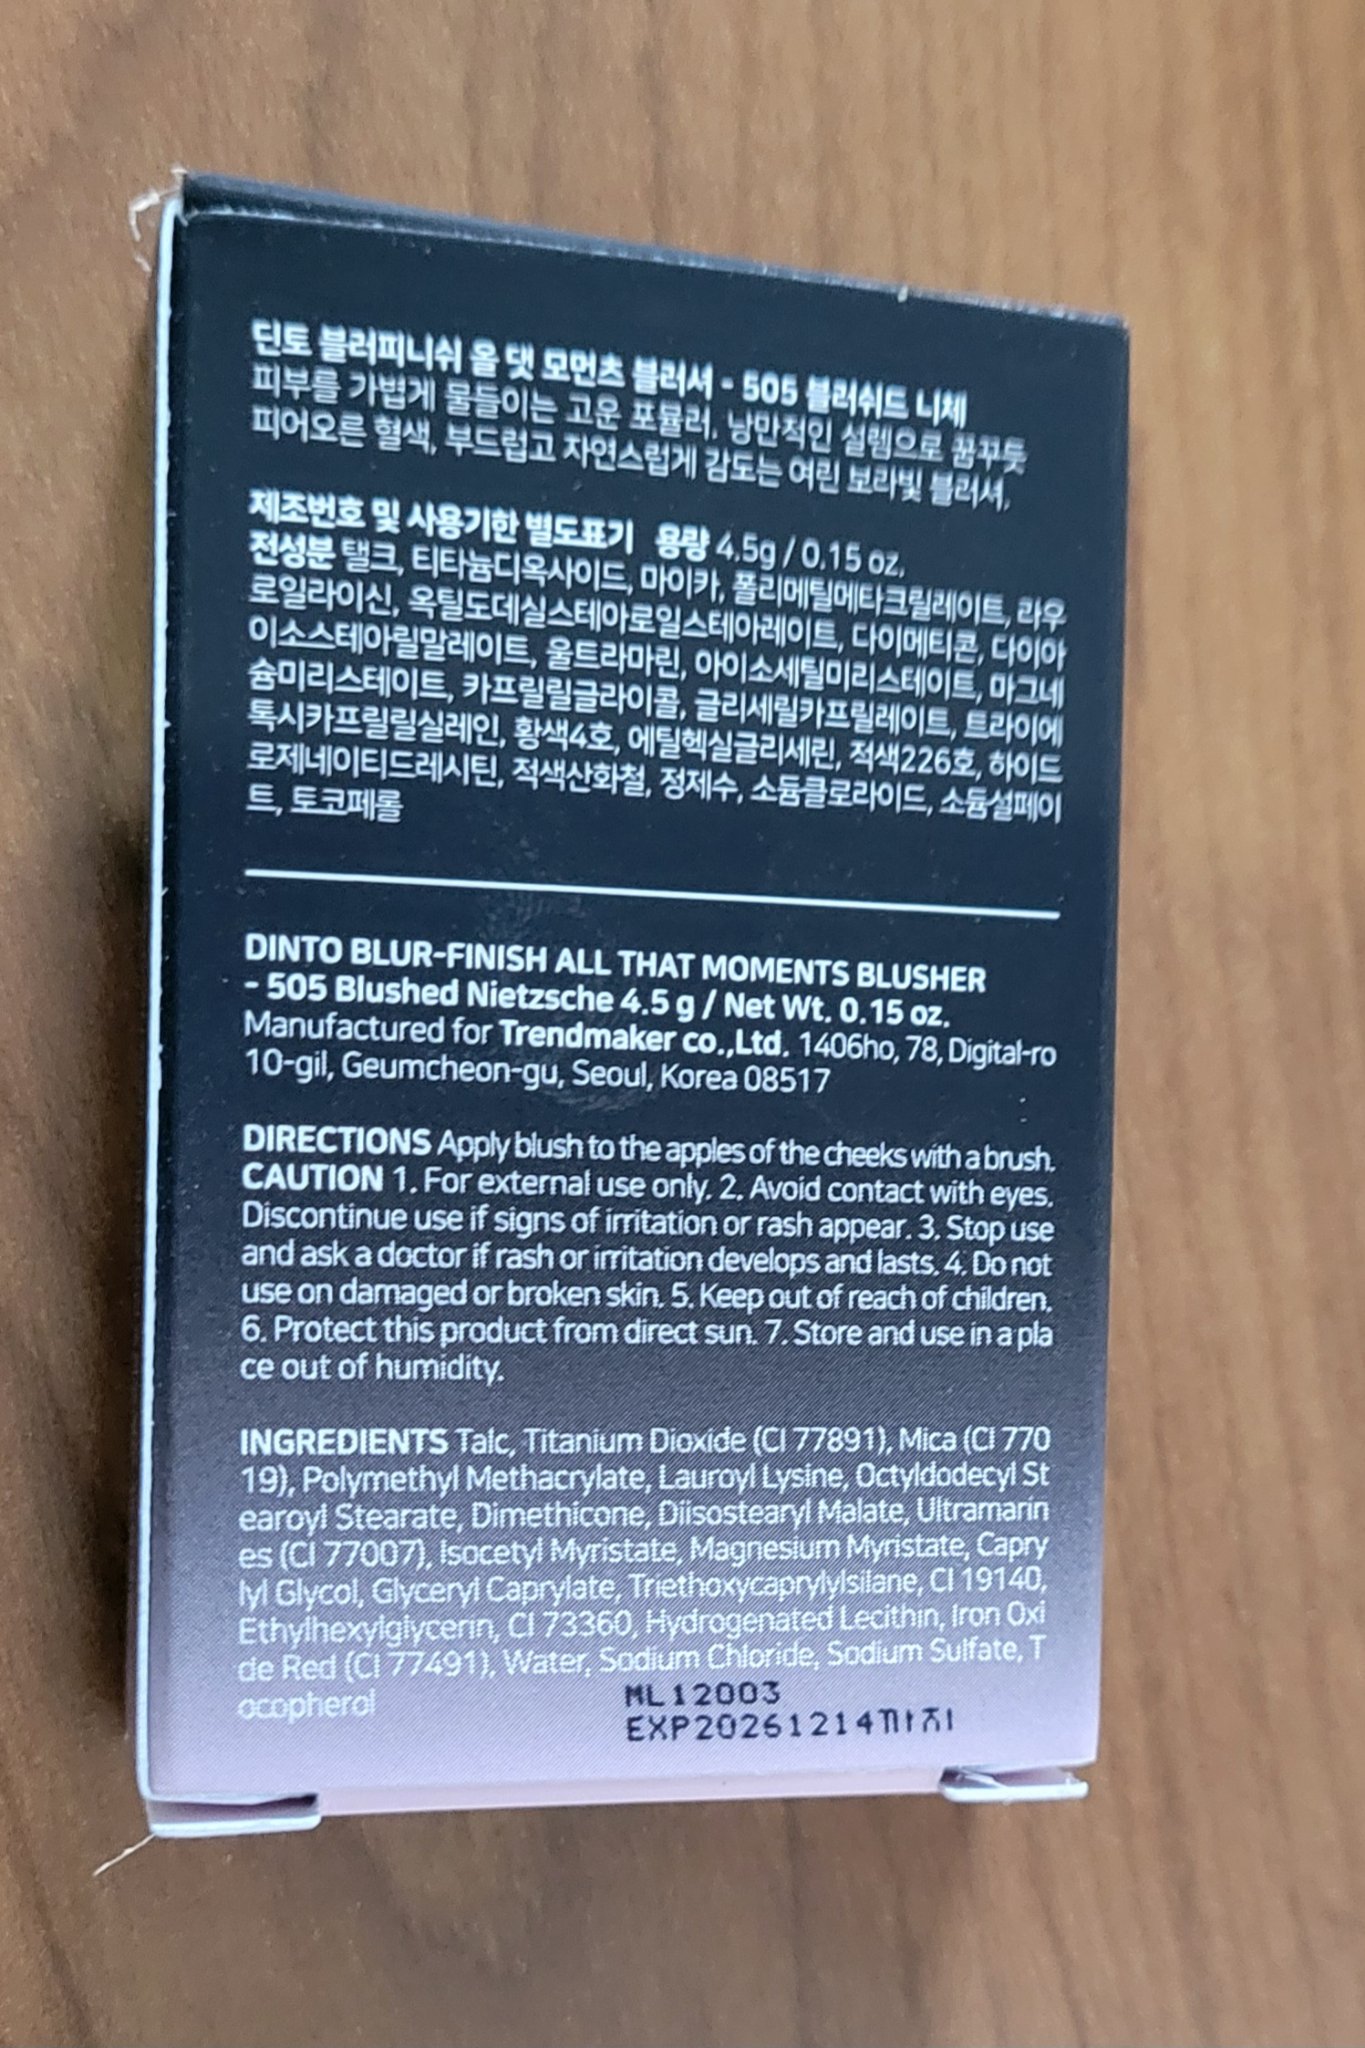 딘토 블러피니쉬 올 댓 모먼츠 블러셔 - 505 블러쉬드 니체
피부를 가볍게 물들이는 고운 포뮬러, 낭만적인 설렘으로 꿈꾸듯
피어오른 혈색, 부드럽고 자연스럽게 감도는 여린 보라빛 블러셔.
제조번호 및 사용기한 별도표기 용량 4.5g / 0.15 oz.
전성분 탤크, 티타늄디옥사이드, 마이카, 폴리메틸메타크릴레이트, 라우
로일라이신, 옥틸도데실스테아로일스테아레이트, 다이메티콘, 다이아
이소스테아릴말레이트, 울트라마린, 아이소세틸미리스테이트, 마그네
슘미리스테이트, 카프릴릴글라이콜, 글리세릴카프릴레이트, 트라이에
톡시카프릴릴실레인, 황색4호, 에틸헥실글리세린, 적색226호, 하이드
로제네이티드레시틴, 적색산화철, 정제수, 소듐클로라이드, 소듐설페이
트, 토코페롤
DINTO BLUR-FINISH ALL THAT MOMENTS BLUSHER
- 505 Blushed Nietzsche 4.5 g / Net Wt. 0.15 oz.
Manufactured for Trendmaker co.,Ltd. 1406ho, 78, Digital-ro
10-gil, Geumcheon-gu, Seoul, Korea 08517
DIRECTIONS Apply blush to the apples of the cheeks with a brush.
CAUTION 1. For external use only. 2. Avoid contact with eyes.
Discontinue use if signs of irritation or rash appear. 3. Stop use
and ask a doctor if rash or irritation develops and lasts. 4. Do not
use on damaged or broken skin. 5. Keep out of reach of children.
6. Protect this product from direct sun. 7. Store and use in a pla
ce out of humidity.
INGREDIENTS Talc, Titanium Dioxide (CI 77891), Mica (CI 770
19), Polymethyl Methacrylate, Lauroyl Lysine, Octyldodecyl St
earoyl Stearate, Dimethicone, Diisostearyl Malate, Ultramarin
es (CI 77007), Isocetyl Myristate, Magnesium Myristate, Capry
lyl Glycol, Glyceryl Caprylate, Triethoxycaprylylsilane, CI 19140,
Ethylhexylglycerin, CI 73360, Hydrogenated Lecithin, Iron Oxi
de Red (CI 77491), Water, Sodium Chloride, Sodium Sulfate, T
ocopherol
ML12003
EXP20261214까지